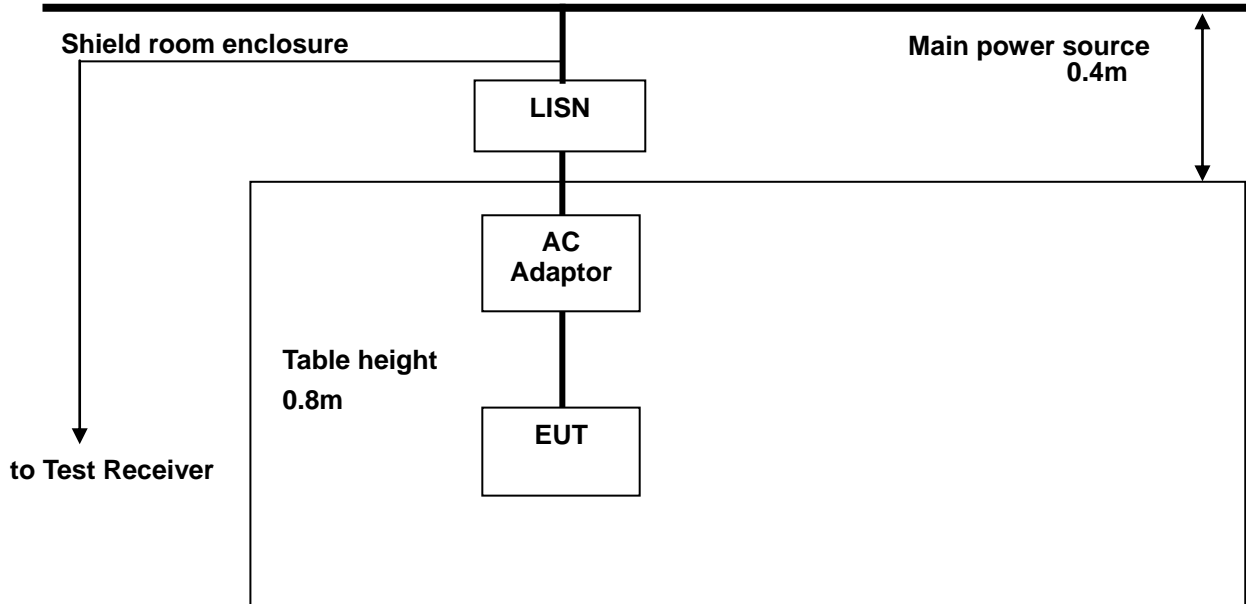 Shield room enclosure
Main power source
0.4m
LISN
AC
Adaptor
Table height
0.8m
EUT
to Test Receiver